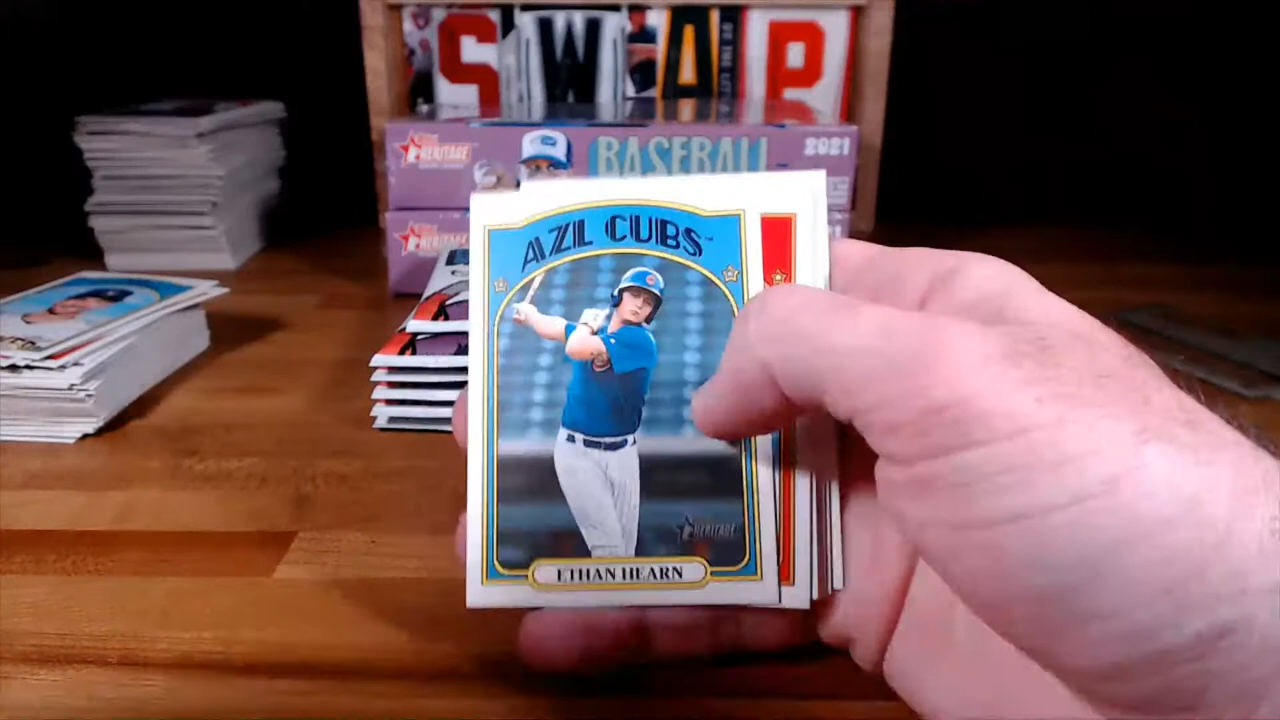 SWAP
HERITAGE
BASEBALL
2021
HERITAGE
AZL CUBS
HERITAGE
ETHAN HEARN